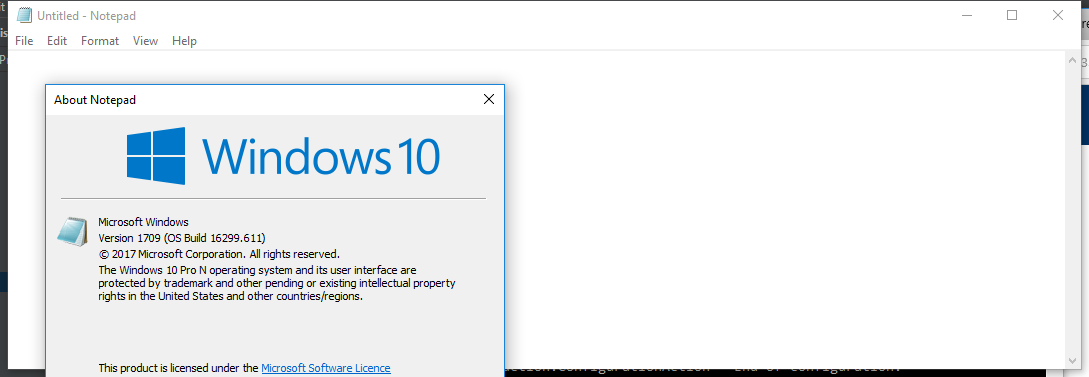 Untitled - Notepad
File Edit Format View Help
About Notepad
Windows 10
Microsoft Windows
Version 1709 (OS Build 16299.611)
© 2017 Microsoft Corporation. All rights reserved.
The Windows 10 Pro N operating system and its user interface are
protected by trademark and other pending or existing intellectual property
rights in the United States and other countries/regions.
This product is licensed under the Microsoft Software Licence